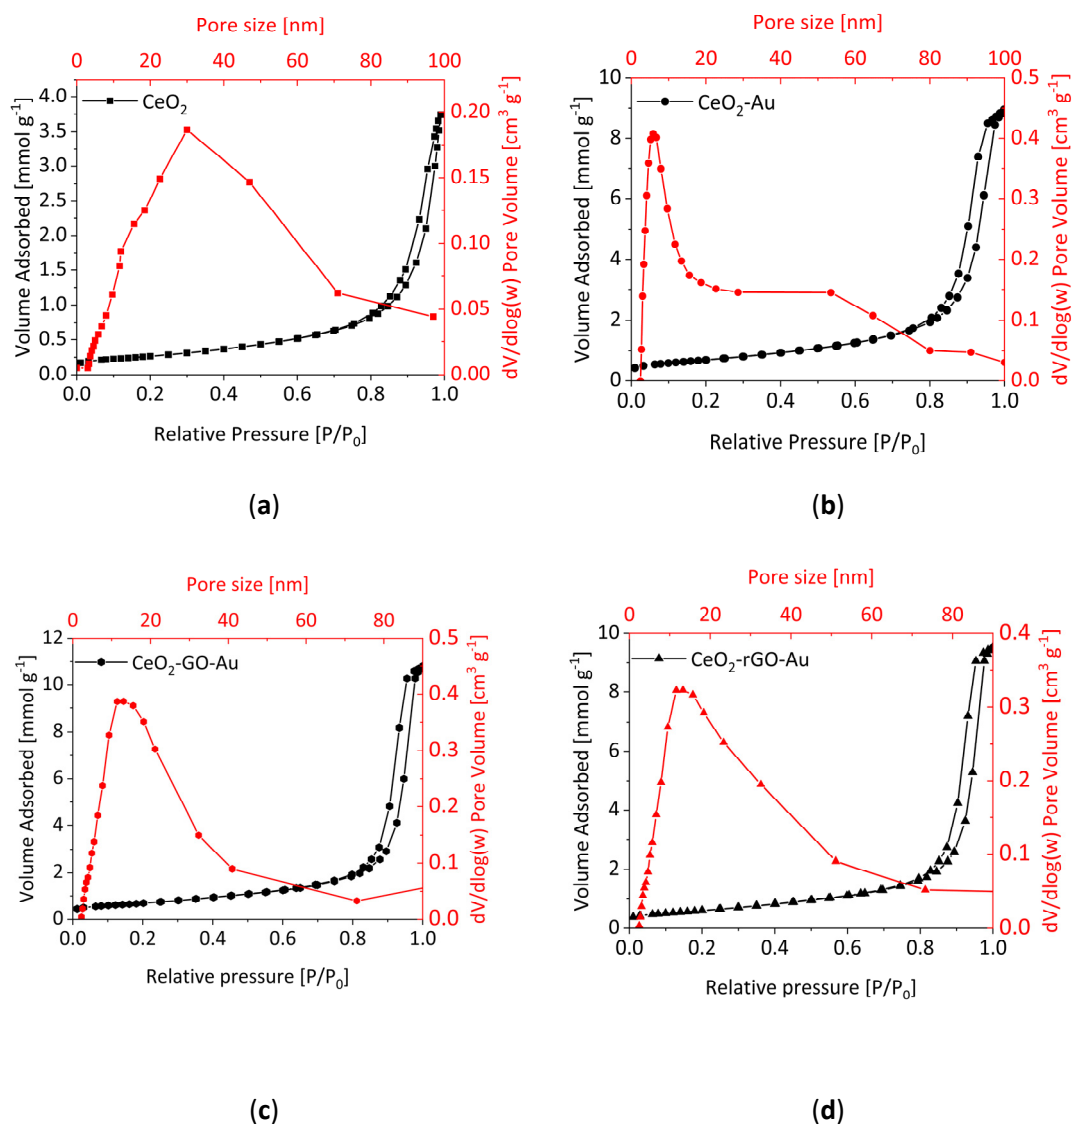 Pore size [nm]
0 20 40 60 80 100
CeO₂
4.0
3.5
3.0
2.5
2.0
1.5
1.0
0.5
0.0
Volume Adsorbed [mmol g⁻¹]
0.20
0.15
0.10
0.05
0.00
dV/dlog(w) Pore Volume [cm³ g⁻¹]
0.0 0.2 0.4 0.6 0.8 1.0
Relative Pressure [P/P₀]
(a)
Pore size [nm]
0 20 40 60 80 100
CeO₂-Au
10
8
6
4
2
0
Volume Adsorbed [mmol g⁻¹]
0.5
0.4
0.3
0.2
0.1
0.0
dV/dlog(w) Pore Volume [cm³ g⁻¹]
0.0 0.2 0.4 0.6 0.8 1.0
Relative Pressure [P/P₀]
(b)
Pore size [nm]
0 20 40 60 80
CeO₂-GO-Au
12
10
8
6
4
2
0
Volume Adsorbed [mmol g⁻¹]
0.5
0.4
0.3
0.2
0.1
0.0
dV/dlog(w) Pore Volume [cm³ g⁻¹]
0.0 0.2 0.4 0.6 0.8 1.0
Relative pressure [P/P₀]
(c)
Pore size [nm]
0 20 40 60 80
CeO₂-rGO-Au
10
8
6
4
2
0
Volume Adsorbed [mmol g⁻¹]
0.4
0.3
0.2
0.1
0.0
dV/dlog(w) Pore Volume [cm³ g⁻¹]
0.0 0.2 0.4 0.6 0.8 1.0
Relative pressure [P/P₀]
(d)